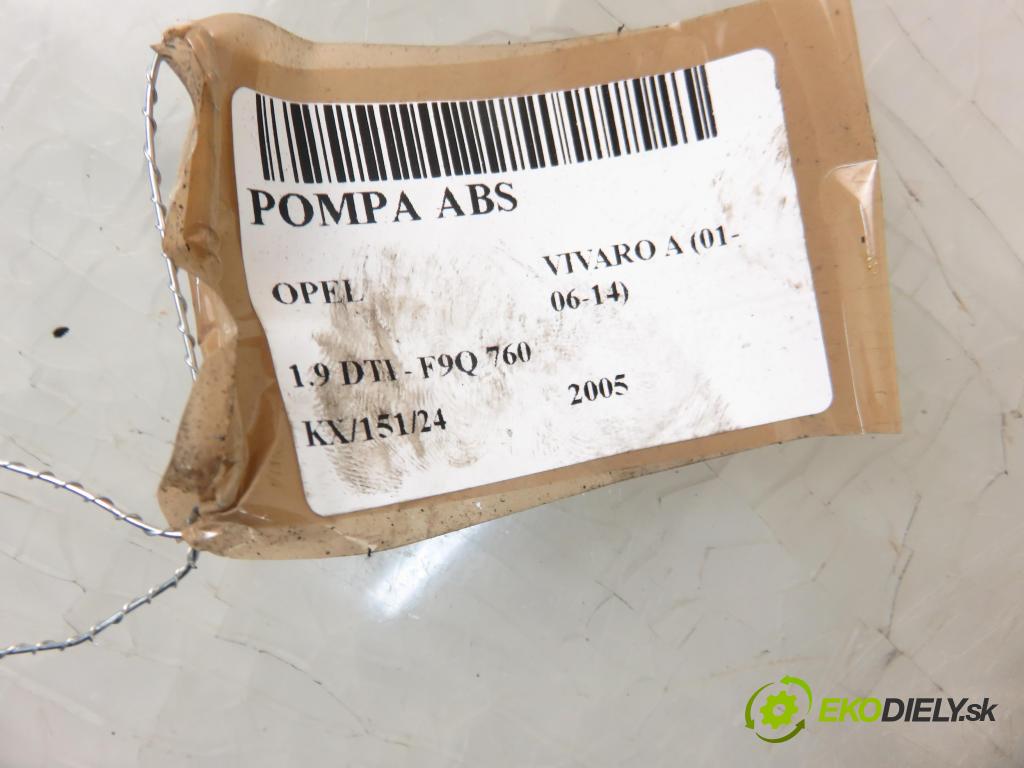 POMPA ABS
OPEL
VIVARO A (01-
06-14)
1.9 DTI - F9Q 760
2005
KX/151/24
EKODIELY.sk